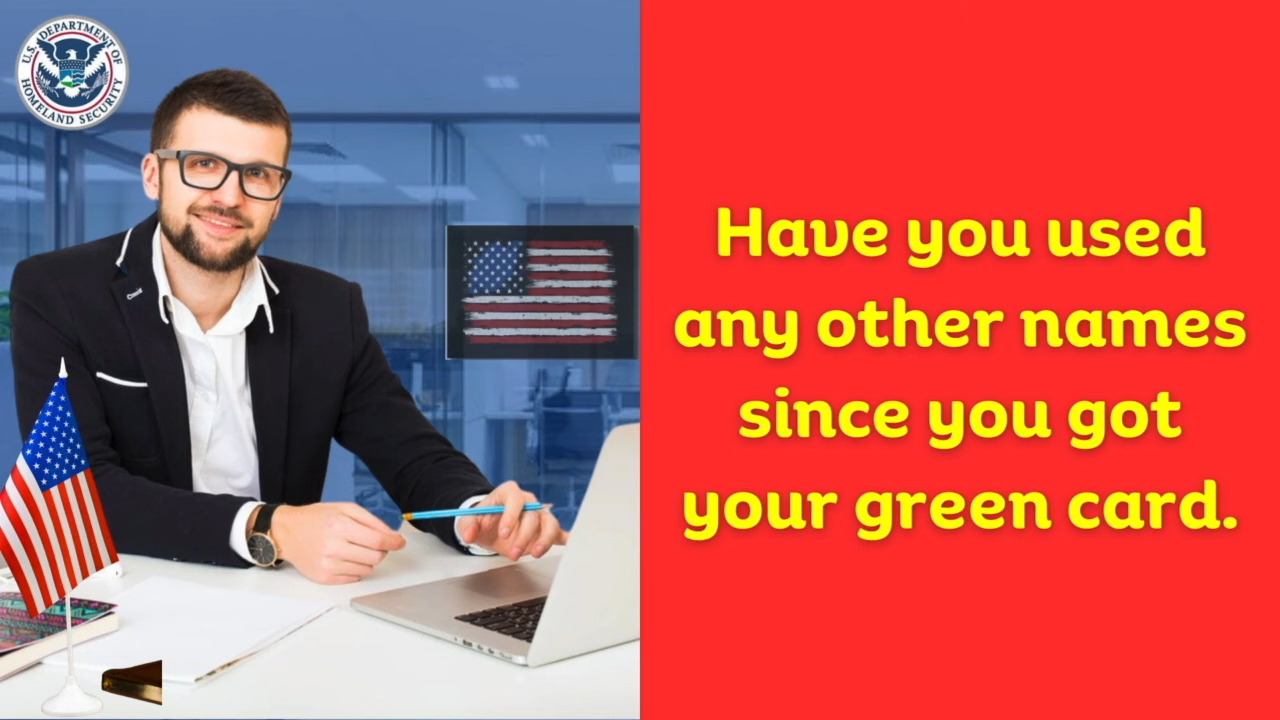 U.S. DEPARTMENT OF
HOMELAND SECURITY
Have you used
any other names
since you got
your green card.